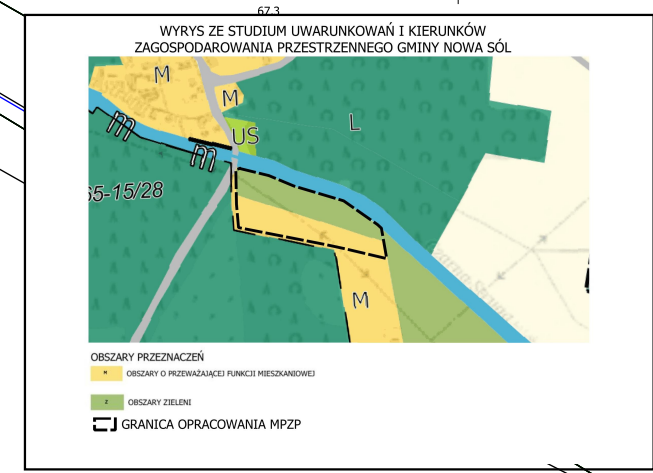 67.3
WYRYS ZE STUDIUM UWARUNKOWAŃ I KIERUNKÓW
ZAGOSPODAROWANIA PRZESTRZENNEGO GMINY NOWA SÓL
M
M
L
m
US
m
65-15/28
M
OBSZARY PRZEZNACZEŃ
M OBSZARY O PRZEWAŻAJĄCEJ FUNKCJI MIESZKANIOWEJ
Z OBSZARY ZIELENI
GRANICA OPRACOWANIA MPZP